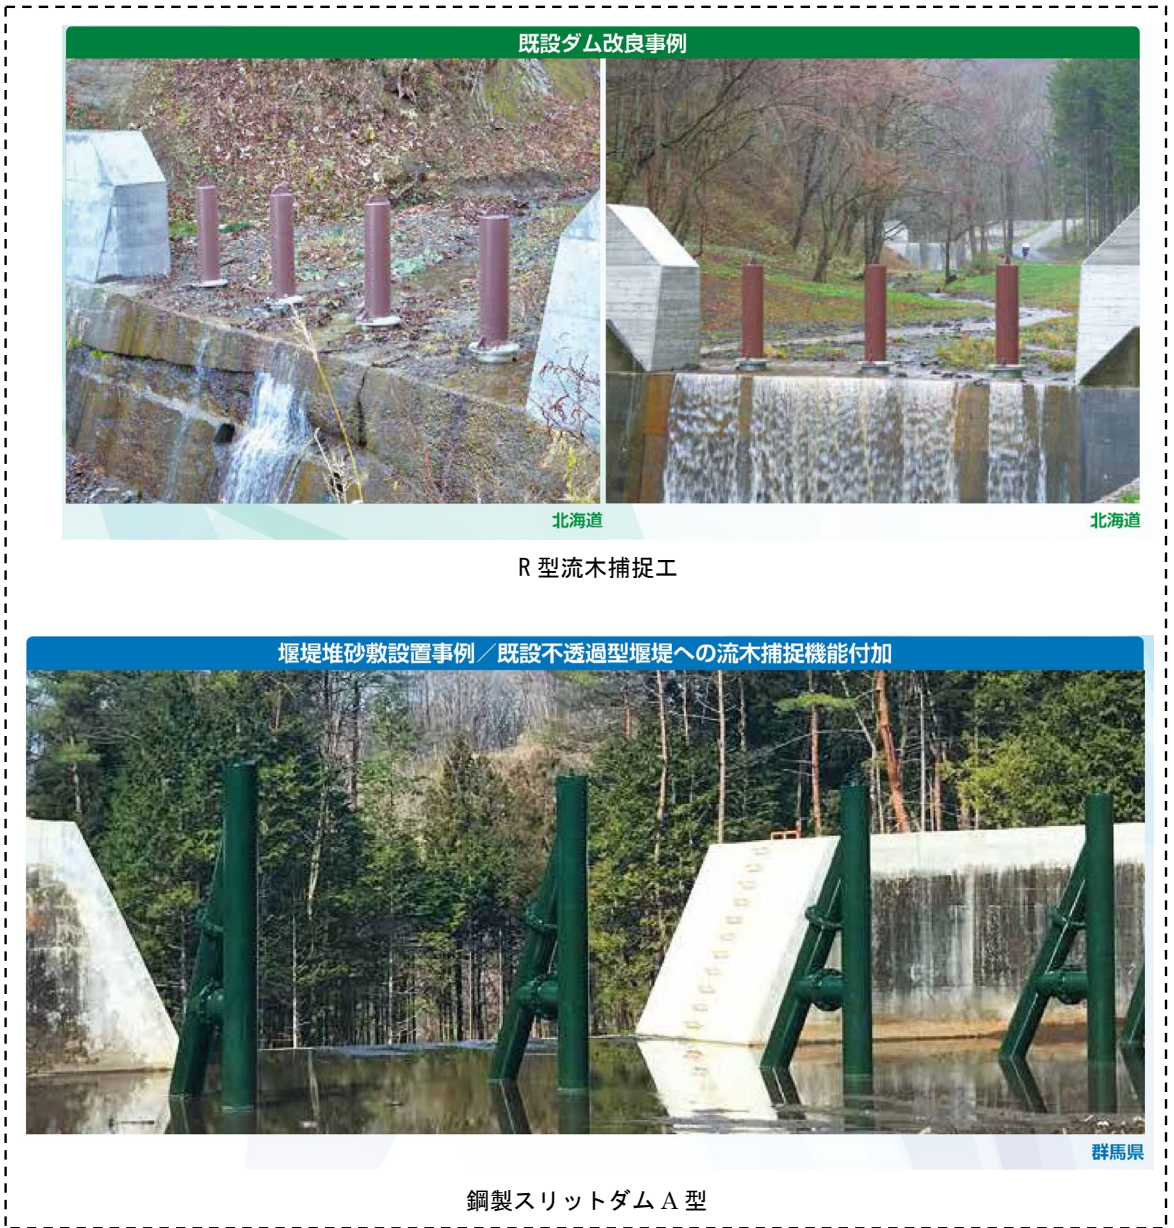 既設ダム改良事例
北海道
北海道
R 型流木捕捉工
堰堤堆砂敷設置事例／既設不透過型堰堤への流木捕捉機能付加
群馬県
鋼製スリットダム A 型